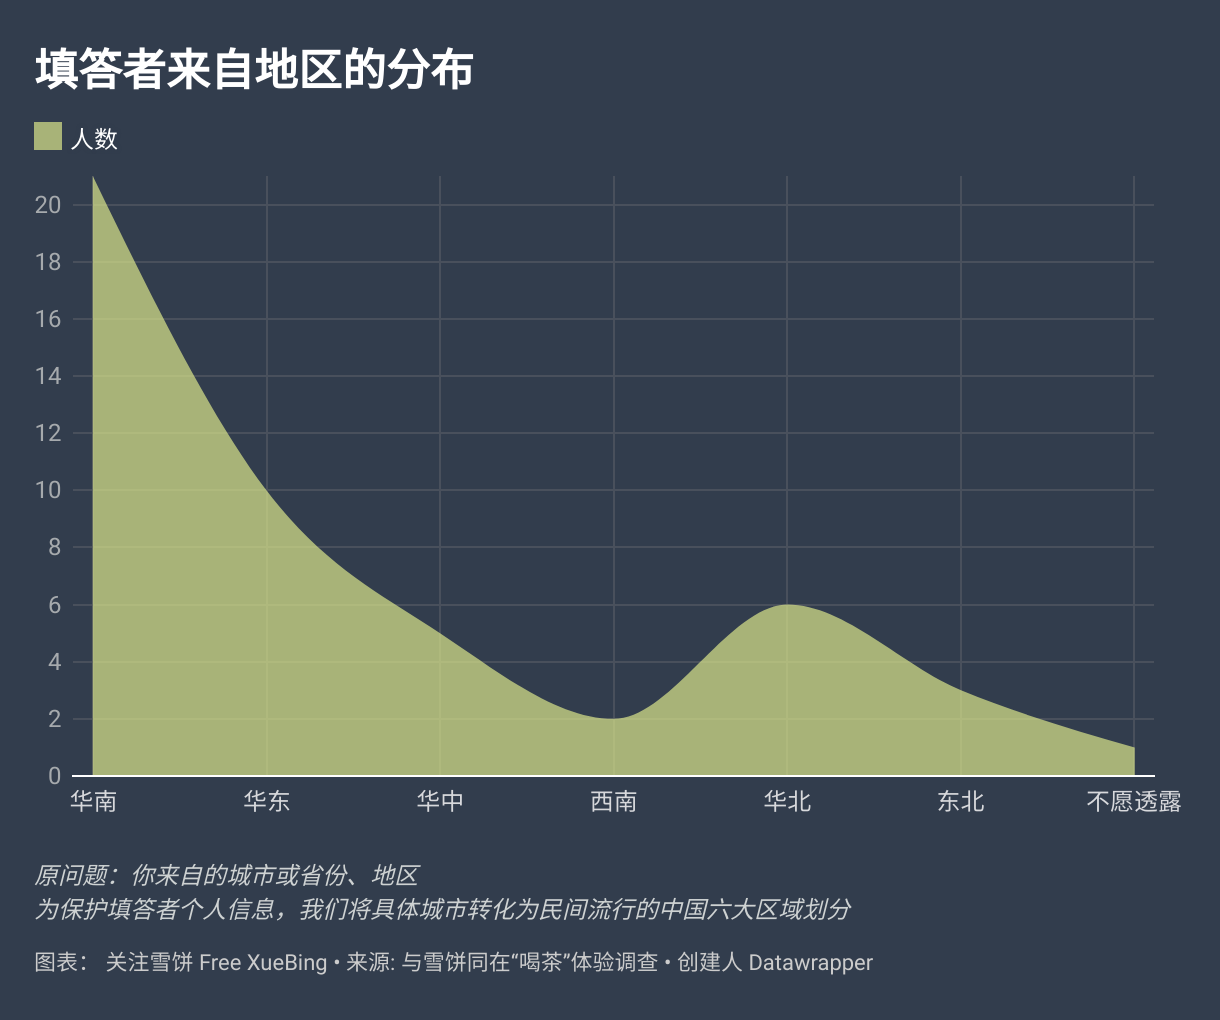 填答者来自地区的分布
人数
20
18
16
14
12
10
8
6
4
2
0
华南 华东 华中 西南 华北 东北 不愿透露
原问题：你来自的城市或省份、地区
为保护填答者个人信息，我们将具体城市转化为民间流行的中国六大区域划分
图表： 关注雪饼 Free XueBing • 来源: 与雪饼同在“喝茶”体验调查 • 创建人 Datawrapper